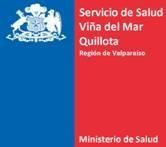 Servicio de Salud
Viña del Mar
Quillota
Región de Valparaíso
Ministerio de Salud